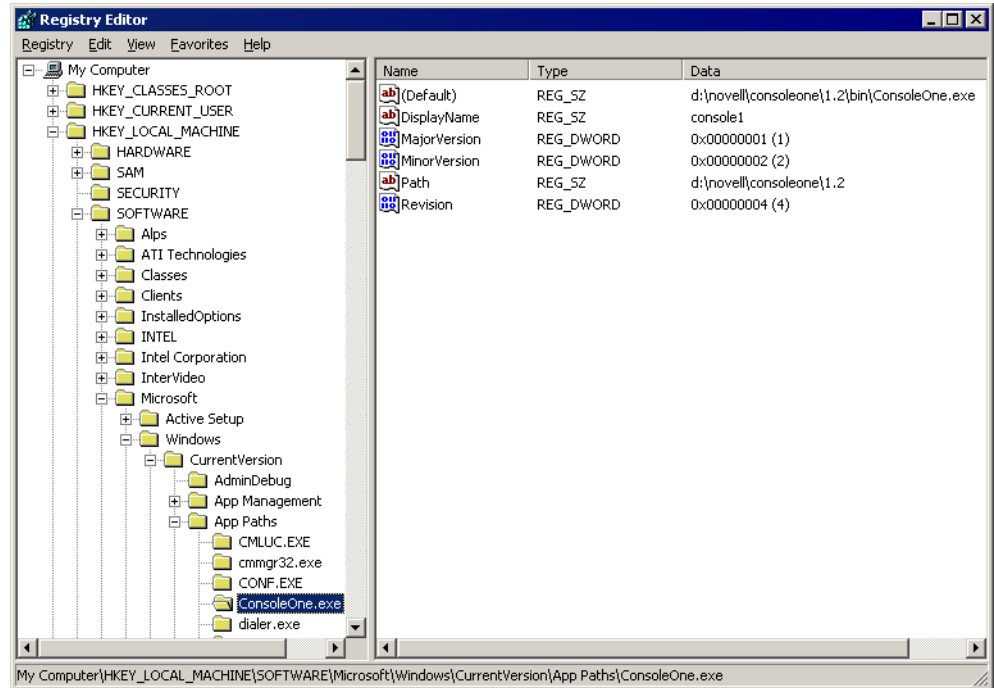 Registry Editor
Registry Edit View Favorites Help
My Computer
HKEY_CLASSES_ROOT
HKEY_CURRENT_USER
HKEY_LOCAL_MACHINE
HARDWARE
SAM
SECURITY
SOFTWARE
Alps
ATI Technologies
Classes
Clients
InstalledOptions
INTEL
Intel Corporation
InterVideo
Microsoft
Active Setup
Windows
CurrentVersion
AdminDebug
App Management
App Paths
CMLUC.EXE
cmmgr32.exe
CONF.EXE
ConsoleOne.exe
dialer.exe
Name Type Data
(Default) REG_SZ d:\novell\consoleone\1.2\bin\ConsoleOne.exe
DisplayName REG_SZ console1
MajorVersion REG_DWORD 0x00000001 (1)
MinorVersion REG_DWORD 0x00000002 (2)
Path REG_SZ d:\novell\consoleone\1.2
Revision REG_DWORD 0x00000004 (4)
My Computer\HKEY_LOCAL_MACHINE\SOFTWARE\Microsoft\Windows\CurrentVersion\App Paths\ConsoleOne.exe